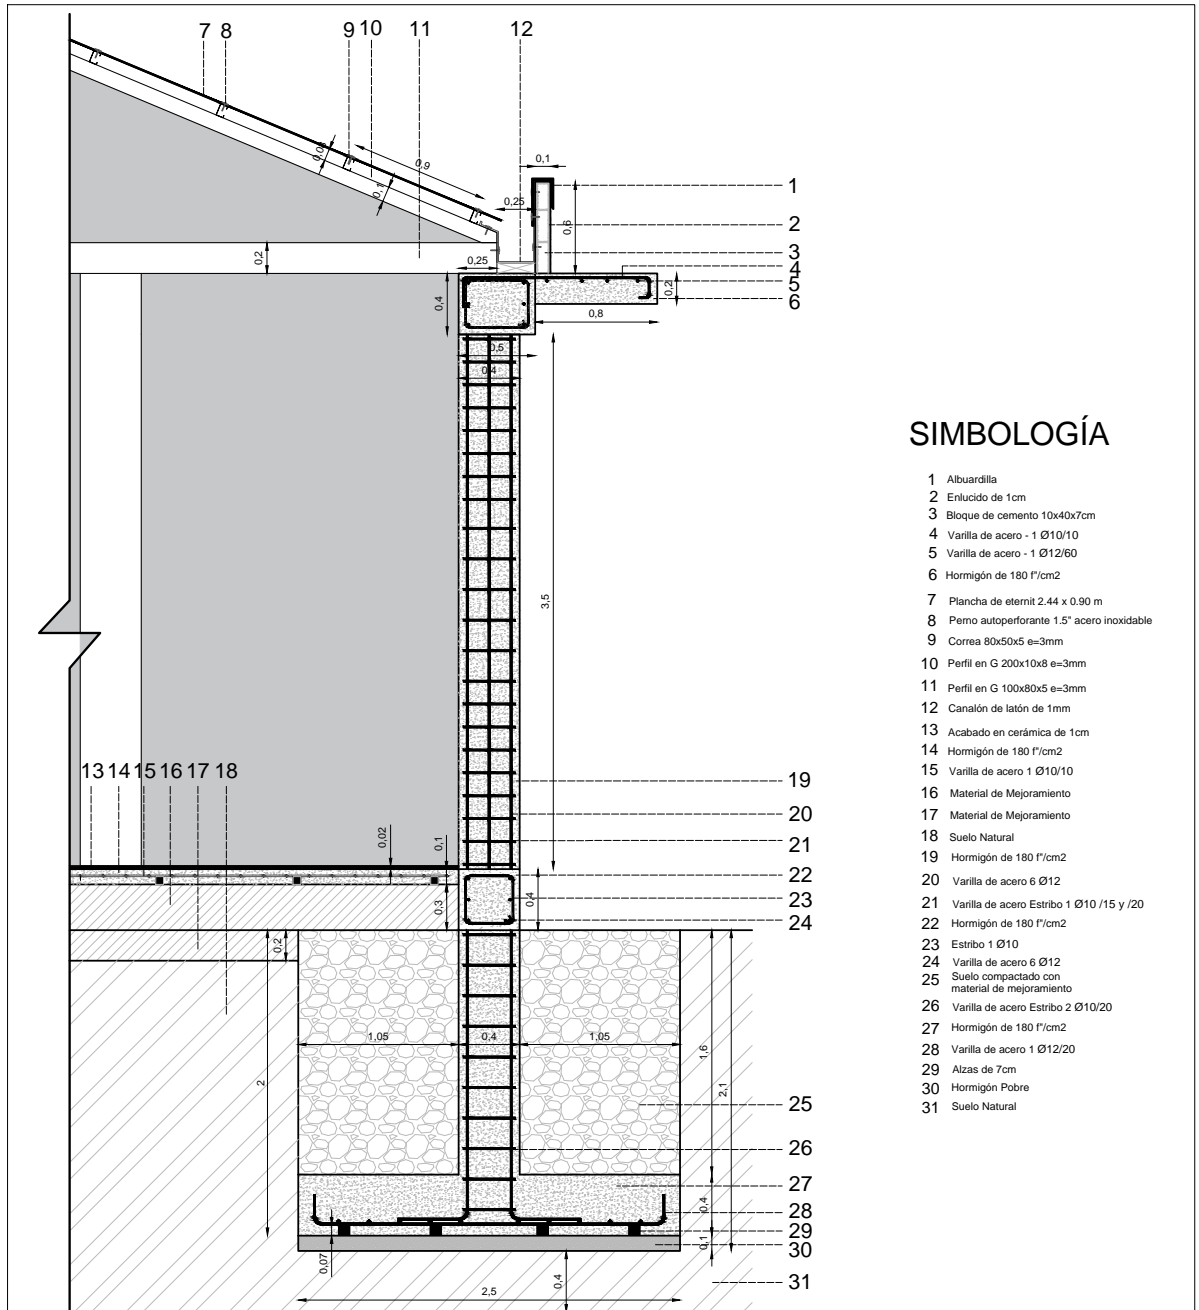 7 8 9 10 11 12
0,05
0,9
0,1
0,1
0,25
0,6
0,2
0,25
0,4
0,2
0,8
0,5
0,4
3,5
1
2
3
4
5
6
SIMBOLOGÍA
1 Albuardilla
2 Enlucido de 1cm
3 Bloque de cemento 10x40x7cm
4 Varilla de acero - 1 Ø10/10
5 Varilla de acero - 1 Ø12/60
6 Hormigón de 180 f"/cm2
7 Plancha de eternit 2.44 x 0.90 m
8 Perno autoperforante 1.5" acero inoxidable
9 Correa 80x50x5 e=3mm
10 Perfil en G 200x10x8 e=3mm
11 Perfil en G 100x80x5 e=3mm
12 Canalón de latón de 1mm
13 Acabado en cerámica de 1cm
14 Hormigón de 180 f"/cm2
15 Varilla de acero 1 Ø10/10
16 Material de Mejoramiento
17 Material de Mejoramiento
18 Suelo Natural
19 Hormigón de 180 f"/cm2
20 Varilla de acero 6 Ø12
21 Varilla de acero Estribo 1 Ø10 /15 y /20
22 Hormigón de 180 f"/cm2
23 Estribo 1 Ø10
24 Varilla de acero 6 Ø12
25 Suelo compactado con
material de mejoramiento
26 Varilla de acero Estribo 2 Ø10/20
27 Hormigón de 180 f"/cm2
28 Varilla de acero 1 Ø12/20
29 Alzas de 7cm
30 Hormigón Pobre
31 Suelo Natural
13 14 15 16 17 18
19
20
21
22
23
24
0,02
0,1
0,3
0,4
0,2
1,05
0,4
1,05
2
1,6
2,1
25
26
27
28
29
30
31
0,4
0,1
0,07
2,5
0,4